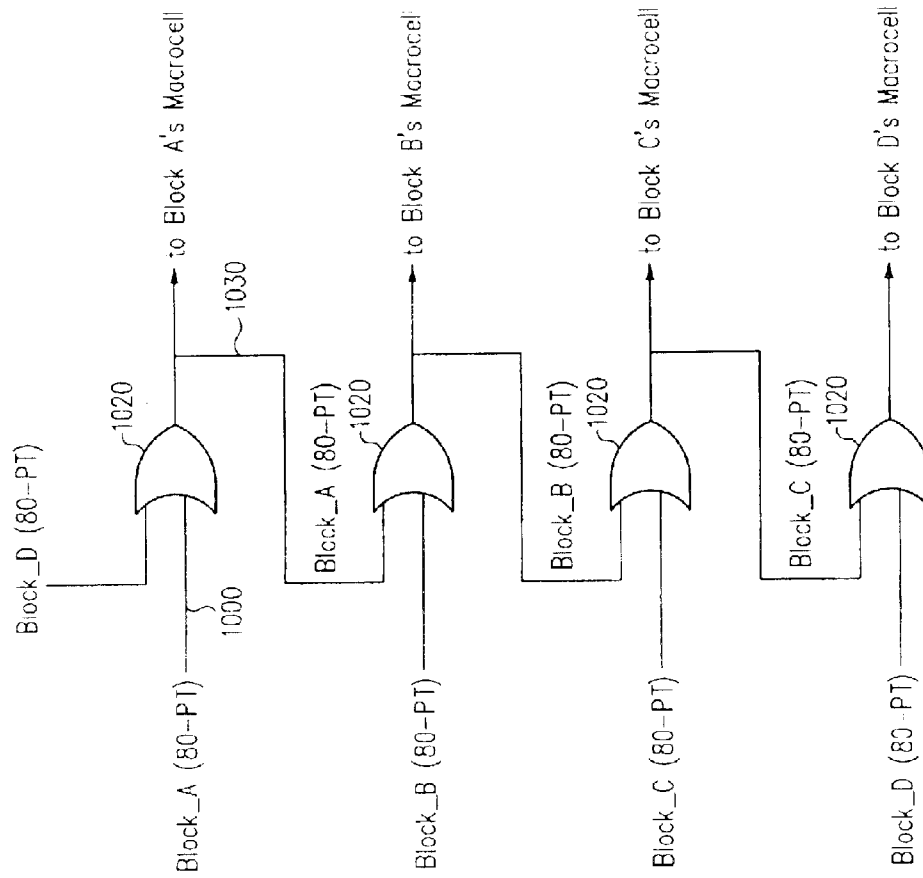 Block_D (80-PT)
1020
to Block A's Macrocell
1030
Block_A (80-PT)
1000
Block_A (80-PT)
1020
to Block B's Macrocell
Block_B (80-PT)
Block_B (80-PT)
1020
to Block C's Macrocell
Block_C (80-PT)
Block_C (80-PT)
1020
to Block D's Macrocell
Block_D (80-PT)